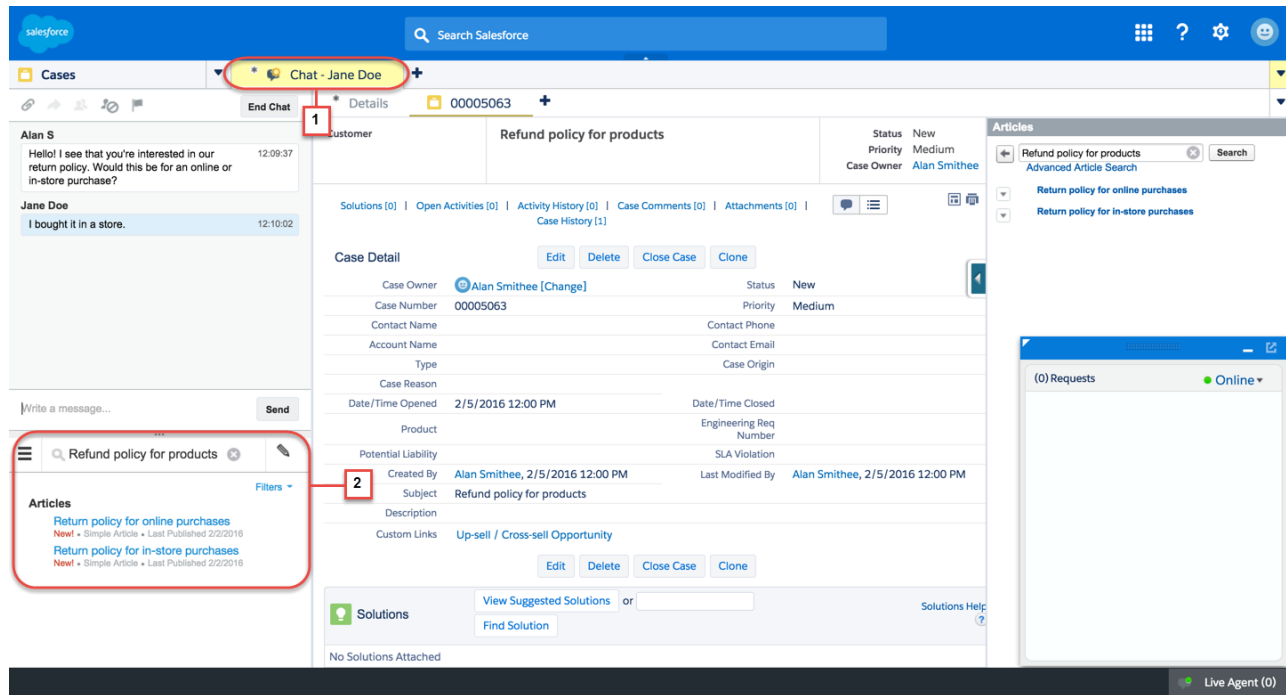 salesforce
Search Salesforce
Cases
* Chat - Jane Doe
1
End Chat
* Details
00005063
Alan S
Hello! I see that you're interested in our
return policy. Would this be for an online or
in-store purchase?
12:09:37
Jane Doe
I bought it in a store.
12:10:02
Write a message...
Send
Refund policy for products
Filters
Articles
Return policy for online purchases
New! • Simple Article • Last Published 2/2/2016
Return policy for in-store purchases
New! • Simple Article • Last Published 2/2/2016
2
Customer
Refund policy for products
Status New
Priority Medium
Case Owner Alan Smithee
Solutions [0] | Open Activities [0] | Activity History [0] | Case Comments [0] | Attachments [0] |
Case History [1]
Case Detail
Edit Delete Close Case Clone
Case Owner Alan Smithee [Change] Status New
Case Number 00005063 Priority Medium
Contact Name Contact Phone
Account Name Contact Email
Type Case Origin
Case Reason
Date/Time Opened 2/5/2016 12:00 PM Date/Time Closed
Product Engineering Req
Number
Potential Liability SLA Violation
Created By Alan Smithee, 2/5/2016 12:00 PM Last Modified By Alan Smithee, 2/5/2016 12:00 PM
Subject Refund policy for products
Description
Custom Links Up-sell / Cross-sell Opportunity
Edit Delete Close Case Clone
Solutions
View Suggested Solutions or
Find Solution
Solutions Help
?
No Solutions Attached
Articles
Refund policy for products
Search
Advanced Article Search
Return policy for online purchases
Return policy for in-store purchases
(0) Requests
Online
Live Agent (0)